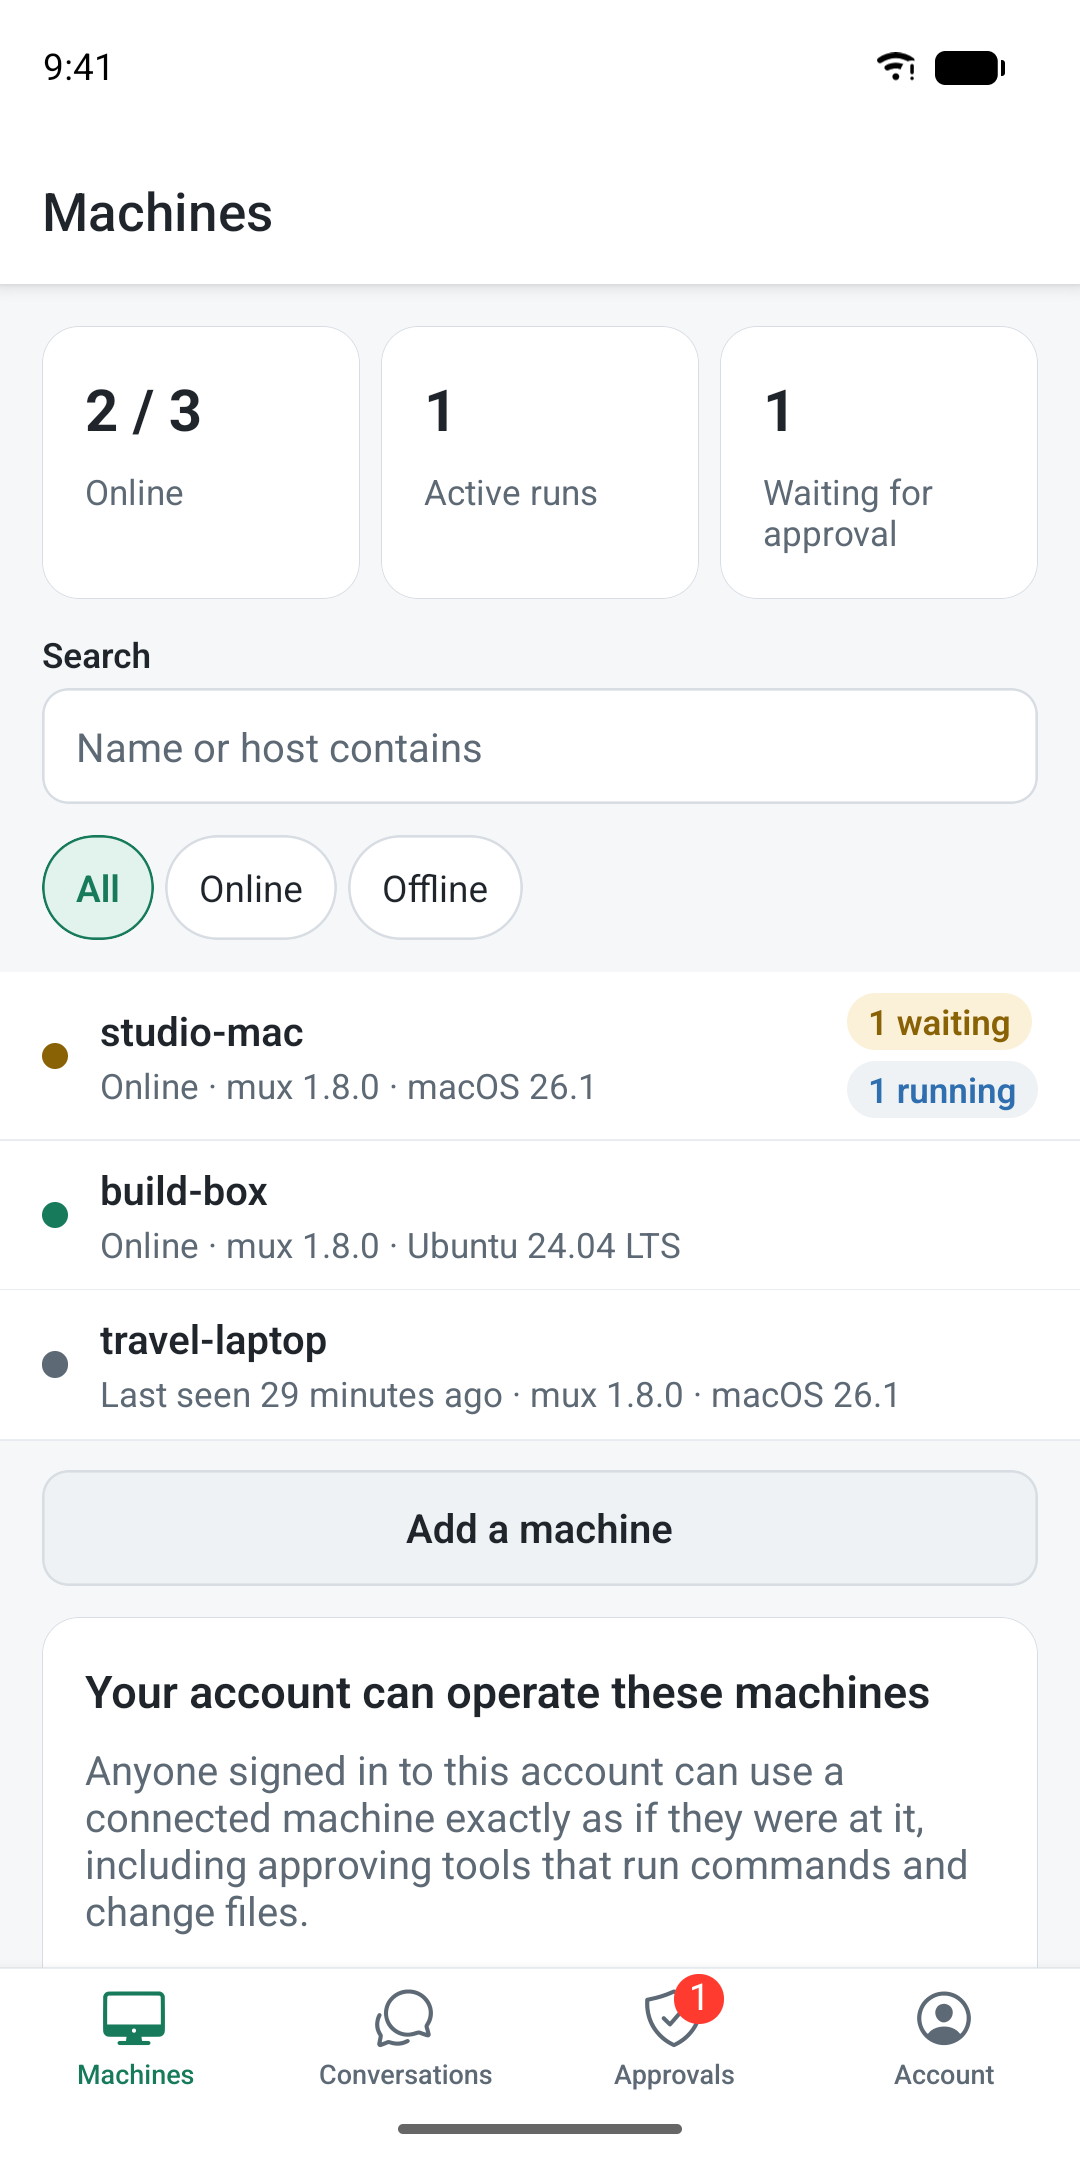 9:41
Machines
2 / 3
Online
1
Active runs
1
Waiting for
approval
Search
Name or host contains
All
Online
Offline
studio-mac
Online · mux 1.8.0 · macOS 26.1
1 waiting
1 running
build-box
Online · mux 1.8.0 · Ubuntu 24.04 LTS
travel-laptop
Last seen 29 minutes ago · mux 1.8.0 · macOS 26.1
Add a machine
Your account can operate these machines
Anyone signed in to this account can use a
connected machine exactly as if they were at it,
including approving tools that run commands and
change files.
1
Machines
Conversations
Approvals
Account